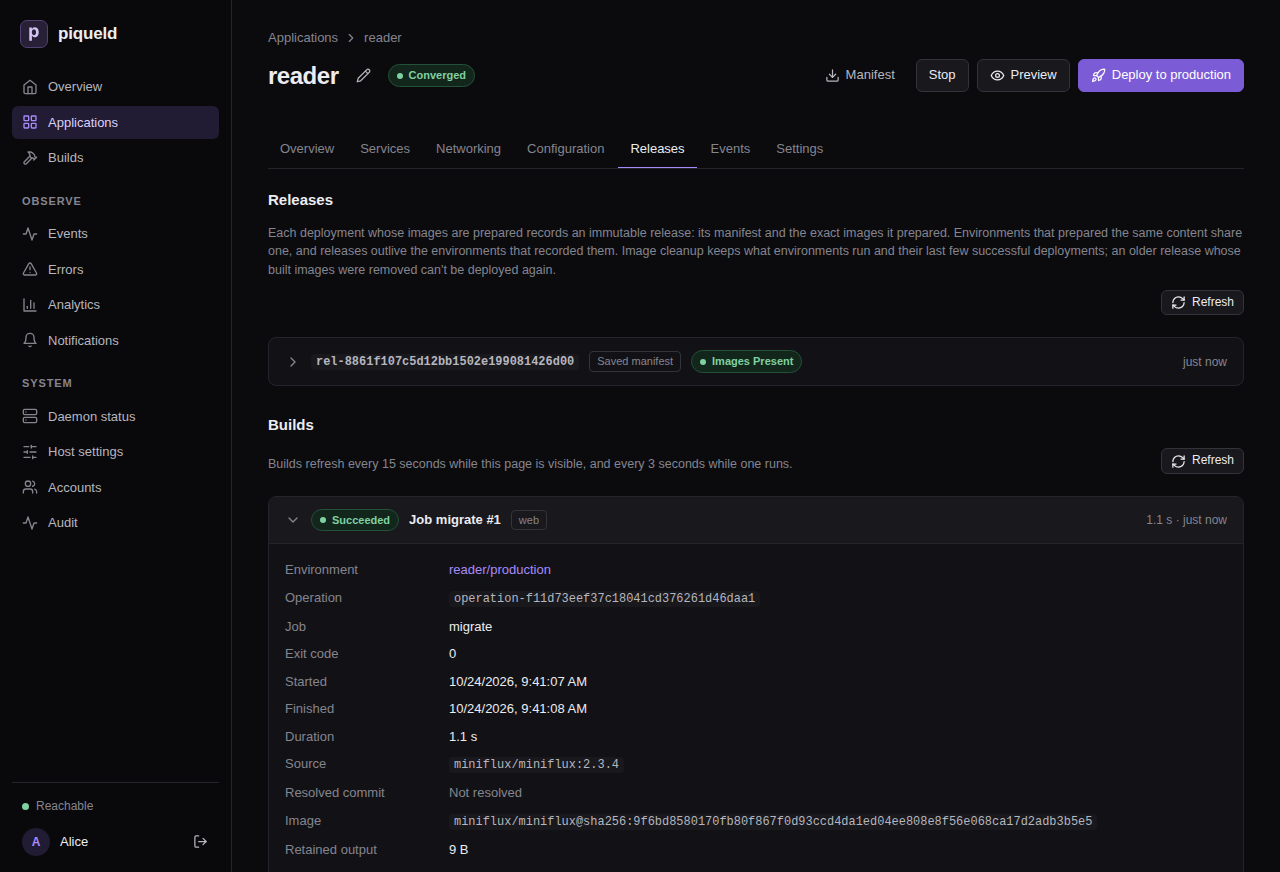 piqueld
Overview
Applications
Builds
OBSERVE
Events
Errors
Analytics
Notifications
SYSTEM
Daemon status
Host settings
Accounts
Audit
Reachable
A Alice
Applications > reader
reader Converged
Manifest Stop Preview Deploy to production
Overview Services Networking Configuration Releases Events Settings
Releases
Each deployment whose images are prepared records an immutable release: its manifest and the exact images it prepared. Environments that prepared the same content share
one, and releases outlive the environments that recorded them. Image cleanup keeps what environments run and their last few successful deployments; an older release whose
built images were removed can't be deployed again.
Refresh
rel-8861f107c5d12bb1502e199081426d00 Saved manifest Images Present just now
Builds
Builds refresh every 15 seconds while this page is visible, and every 3 seconds while one runs.
Refresh
Succeeded Job migrate #1 web 1.1 s · just now
Environment reader/production
Operation operation-f11d73eef37c18041cd376261d46daa1
Job migrate
Exit code 0
Started 10/24/2026, 9:41:07 AM
Finished 10/24/2026, 9:41:08 AM
Duration 1.1 s
Source miniflux/miniflux:2.3.4
Resolved commit Not resolved
Image miniflux/miniflux@sha256:9f6bd8580170fb80f867f0d93ccd4da1ed04ee808e8f56e068ca17d2adb3b5e5
Retained output 9 B